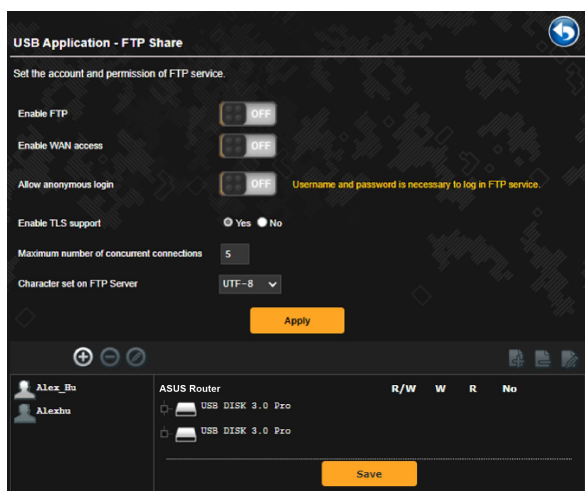 USB Application - FTP Share
Set the account and permission of FTP service.
Enable FTP OFF
Enable WAN access OFF
Allow anonymous login OFF Username and password is necessary to log in FTP service.
Enable TLS support Yes No
Maximum number of concurrent connections 5
Character set on FTP Server UTF-8
Apply
Alex_Hu ASUS Router R/W W R No
Alexhu USB DISK 3.0 Pro
USB DISK 3.0 Pro
Save